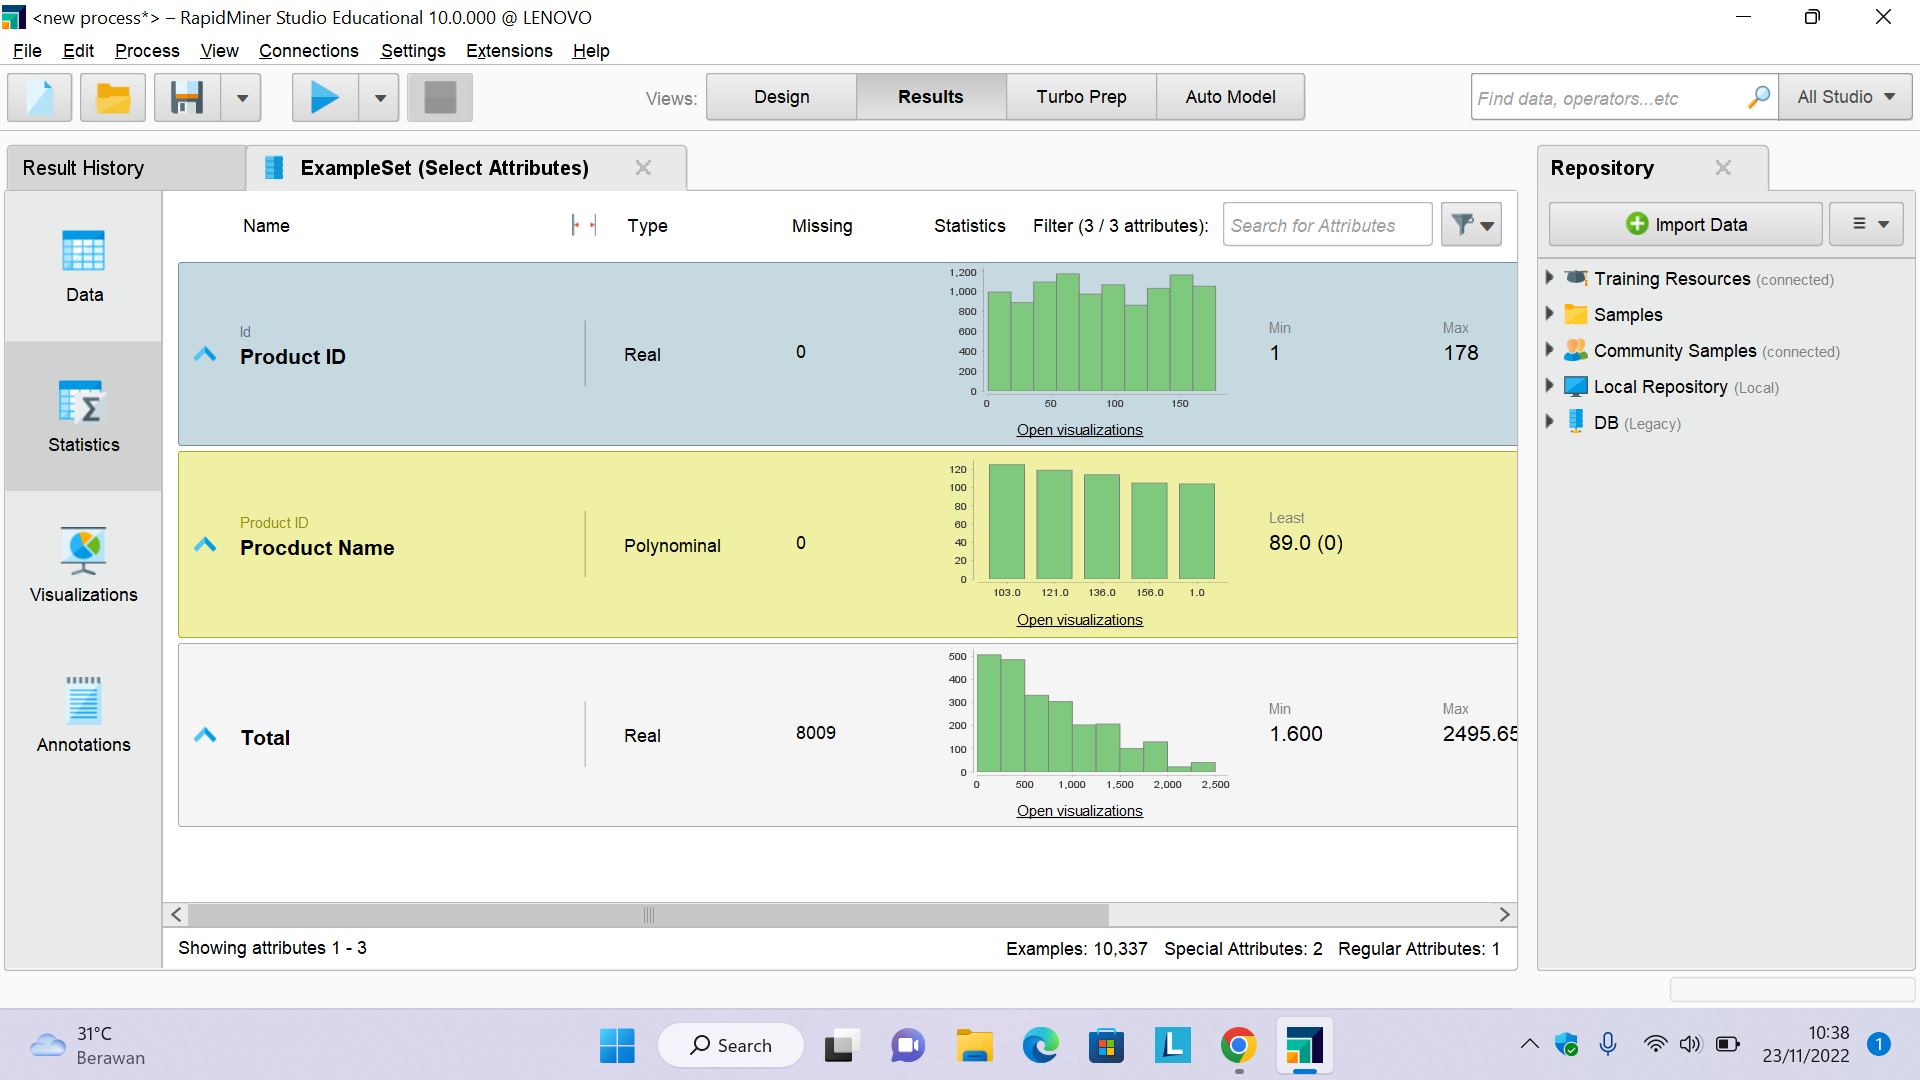 <new process*> – RapidMiner Studio Educational 10.0.000 @ LENOVO
File Edit Process View Connections Settings Extensions Help
Views: Design Results Turbo Prep Auto Model Find data, operators...etc All Studio
Result History ExampleSet (Select Attributes) Repository
Name Type Missing Statistics Filter (3 / 3 attributes): Search for Attributes
Import Data
Data
Statistics
Visualizations
Annotations
Id
Product ID Real 0
1,200
1,000
800
600
400
200
0
0 50 100 150
Min
1
Max
178
Open visualizations
Product ID
Procduct Name Polynominal 0
120
100
80
60
40
20
0
103.0 121.0 136.0 156.0 1.0
Least
89.0 (0)
Open visualizations
Total Real 8009
500
400
300
200
100
0
0 500 1,000 1,500 2,000 2,500
Min
1.600
Max
2495.65
Open visualizations
Training Resources (connected)
Samples
Community Samples (connected)
Local Repository (Local)
DB (Legacy)
Showing attributes 1 - 3 Examples: 10,337 Special Attributes: 2 Regular Attributes: 1
31°C
Berawan
Search
L
10:38
23/11/2022
1